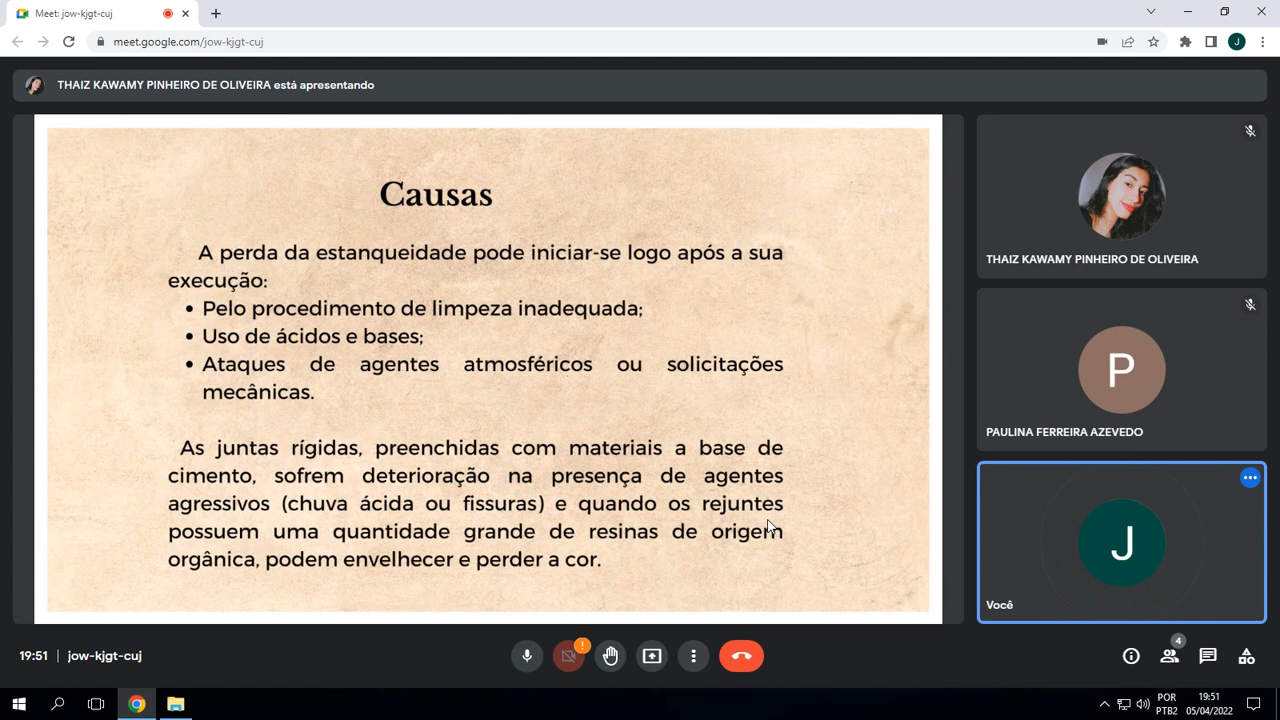 Meet: jow-kjgt-cuj
meet.google.com/jow-kjgt-cuj
J
THAIZ KAWAMY PINHEIRO DE OLIVEIRA está apresentando
Causas
A perda da estanqueidade pode iniciar-se logo após a sua
execução:
• Pelo procedimento de limpeza inadequada;
• Uso de ácidos e bases;
• Ataques de agentes atmosféricos ou solicitações
mecânicas.
As juntas rígidas, preenchidas com materiais a base de
cimento, sofrem deterioração na presença de agentes
agressivos (chuva ácida ou fissuras) e quando os rejuntes
possuem uma quantidade grande de resinas de origem
orgânica, podem envelhecer e perder a cor.
THAIZ KAWAMY PINHEIRO DE OLIVEIRA
P
PAULINA FERREIRA AZEVEDO
J
Você
19:51 | jow-kjgt-cuj
!
4
POR
PTB2
19:51
05/04/2022